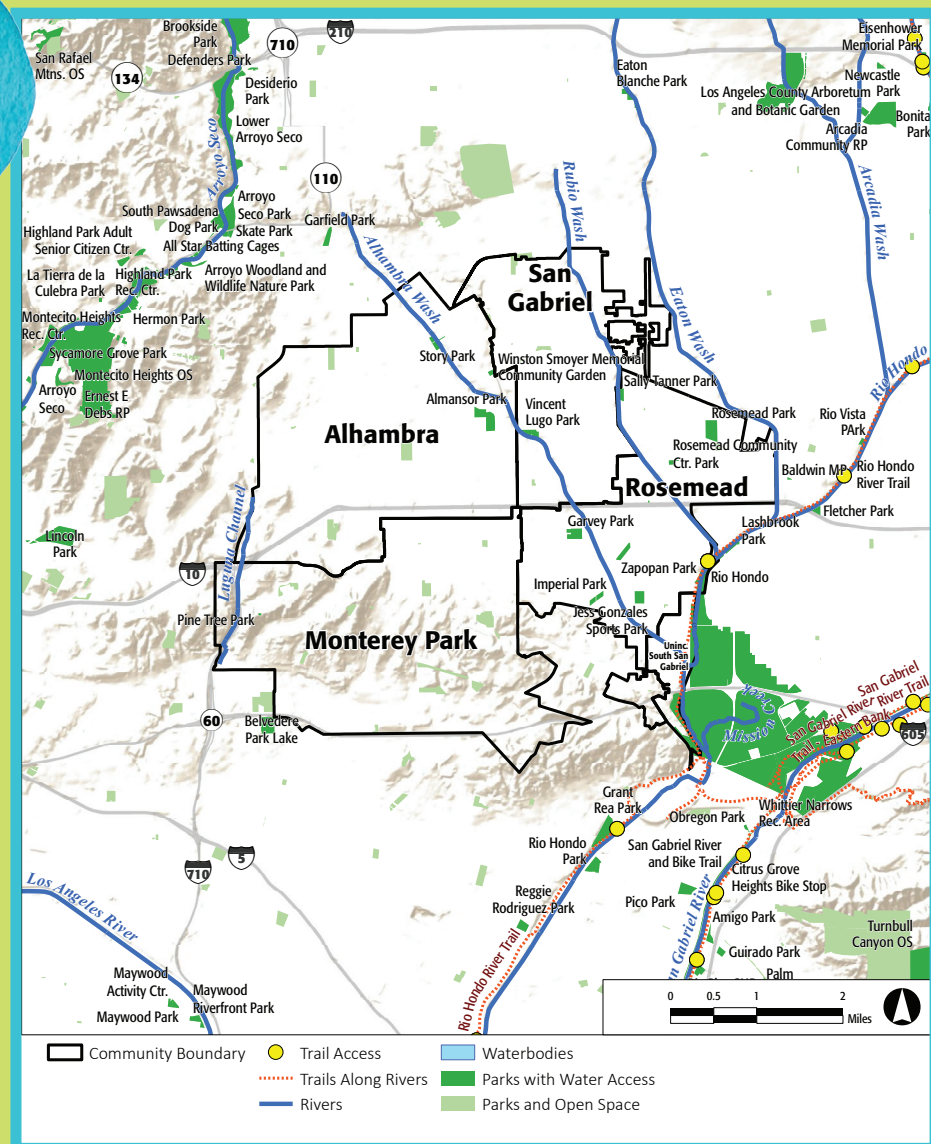 Brookside
Park
Defenders Park
710
210
Eisenhower
Memorial Park
San Rafael
Mtns. OS
134
Desiderio
Park
Eaton
Blanche Park
Los Angeles County Arboretum
and Botanic Garden
Newcastle
Park
Bonita
Park
Lower
Arroyo Seco
Arroyo Seco
Arcadia
Community RP
Arcadia Wash
110
Rubio Wash
South Pawsadena
Dog Park
Arroyo
Seco Park
Skate Park
Garfield Park
Highland Park Adult
Senior Citizen Ctr.
All Star Batting Cages
Alhambra Wash
San
Gabriel
La Tierra de la
Culebra Park
Highland Park
Rec. Ctr.
Arroyo Woodland and
Wildlife Nature Park
Eaton Wash
Montecito Heights
Rec. Ctr.
Hermon Park
Sycamore Grove Park
Story Park
Winston Smoyer Memorial
Community Garden
Rio Hondo
Montecito Heights OS
Sally Tanner Park
Arroyo
Seco
Ernest E
Debs RP
Almansor Park
Vincent
Lugo Park
Rosemead Park
Rio Vista
PArk
Alhambra
Rosemead Community
Ctr. Park
Baldwin MP
Rio Hondo
River Trail
Rosemead
Luguna Channel
Garvey Park
Lashbrook
Park
Fletcher Park
Lincoln
Park
10
Zapopan Park
Rio Hondo
Imperial Park
Pine Tree Park
Jess Gonzales
Sports Park
Monterey Park
Uninc.
South San
Gabriel
60
Belvedere
Park Lake
Mission
Creek
San Gabriel
River Trail
San Gabriel River
Trail - Eastern Bank
605
Grant
Rea Park
Whittier Narrows
Rec. Area
Obregon Park
Rio Hondo
Park
San Gabriel River
and Bike Trail
5
710
Citrus Grove
Heights Bike Stop
Los Angeles River
Reggie
Rodriguez Park
Pico Park
Amigo Park
n Gabriel River
Turnbull
Canyon OS
Rio Hondo River Trail
Guirado Park
Palm
Maywood
Activity Ctr.
Maywood
Riverfront Park
Maywood Park
0 0.5 1 2
Miles
Community Boundary
Trail Access
Waterbodies
Trails Along Rivers
Parks with Water Access
Rivers
Parks and Open Space